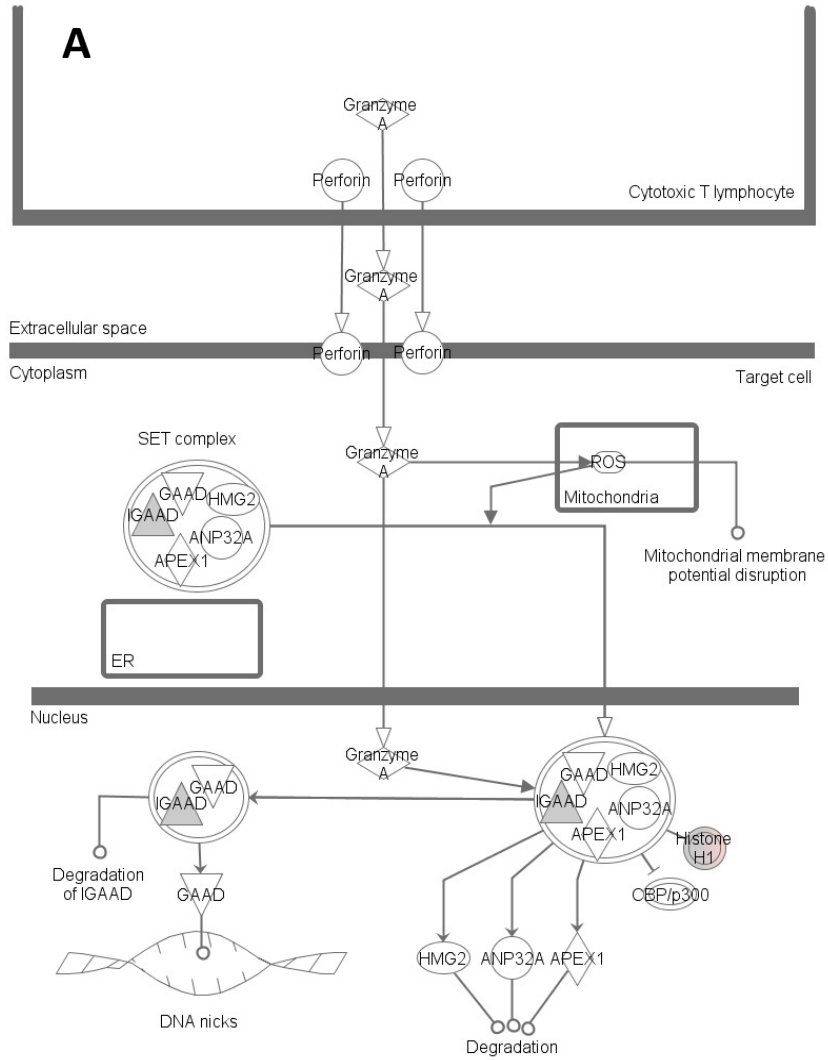 A
Granzyme
A
Perforin
Perforin
Cytotoxic T lymphocyte
Granzyme
A
Extracellular space
Perforin
Perforin
Cytoplasm
Target cell
SET complex
Granzyme
A
ROS
Mitochondria
GAAD
HMG2
IGAAD
ANP32A
APEX1
Mitochondrial membrane
potential disruption
ER
Nucleus
Granzyme
A
GAAD
IGAAD
GAAD
HMG2
IGAAD
ANP32A
APEX1
Histone
H1
Degradation
of IGAAD
GAAD
CBP/p300
HMG2
ANP32A
APEX1
DNA nicks
Degradation